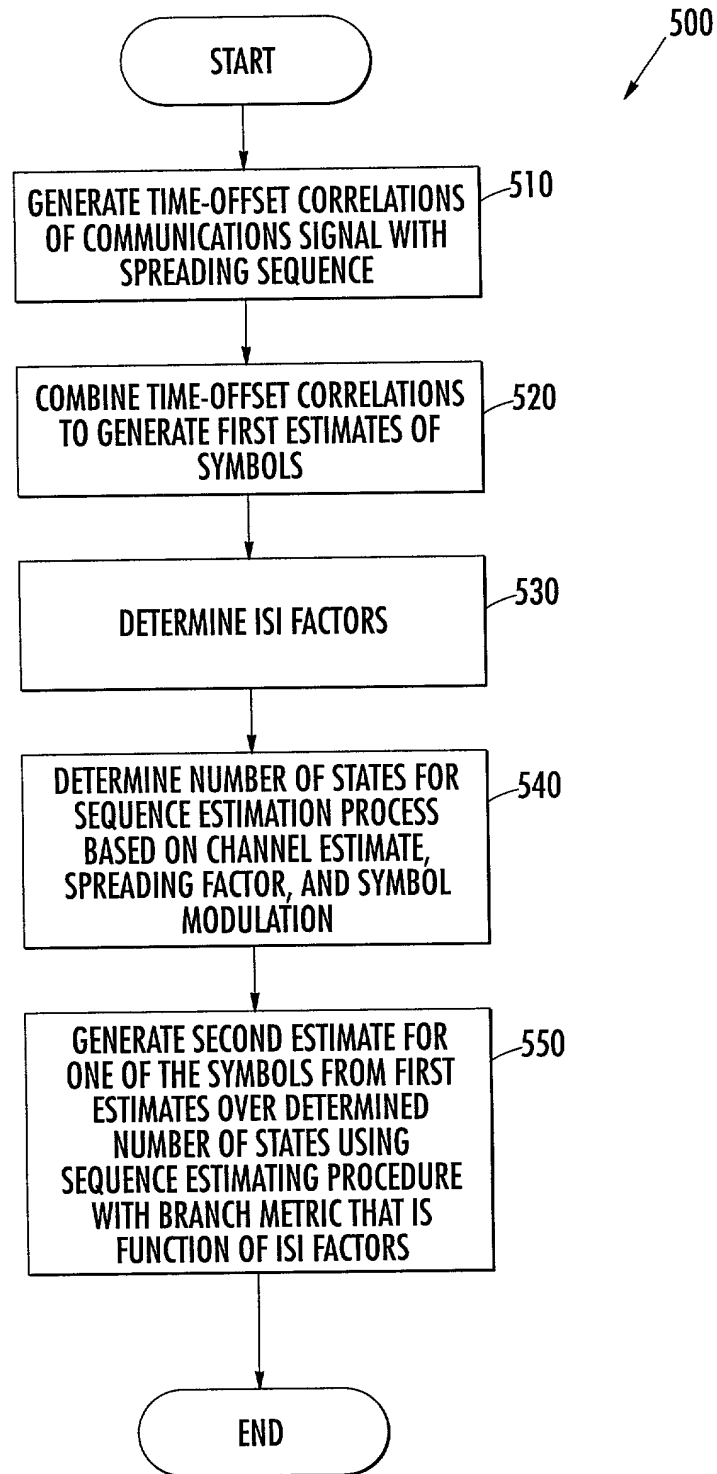 500
START
510
GENERATE TIME-OFFSET CORRELATIONS
OF COMMUNICATIONS SIGNAL WITH
SPREADING SEQUENCE
520
COMBINE TIME-OFFSET CORRELATIONS
TO GENERATE FIRST ESTIMATES OF
SYMBOLS
530
DETERMINE ISI FACTORS
540
DETERMINE NUMBER OF STATES FOR
SEQUENCE ESTIMATION PROCESS
BASED ON CHANNEL ESTIMATE,
SPREADING FACTOR, AND SYMBOL
MODULATION
550
GENERATE SECOND ESTIMATE FOR
ONE OF THE SYMBOLS FROM FIRST
ESTIMATES OVER DETERMINED
NUMBER OF STATES USING
SEQUENCE ESTIMATING PROCEDURE
WITH BRANCH METRIC THAT IS
FUNCTION OF ISI FACTORS
END